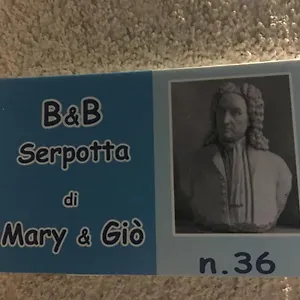 B&B
Serpotta
di
Mary & Giò
n.36